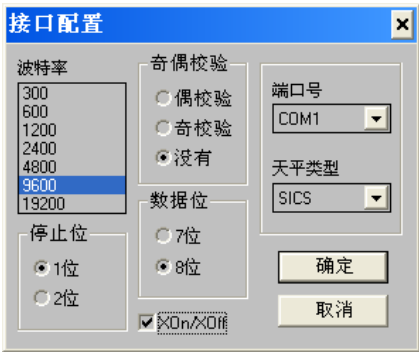 接口配置
波特率
300
600
1200
2400
4800
9600
19200
停止位
1位
2位
奇偶校验
偶校验
奇校验
没有
数据位
7位
8位
XOn/XOff
端口号
COM1
天平类型
SICS
确定
取消